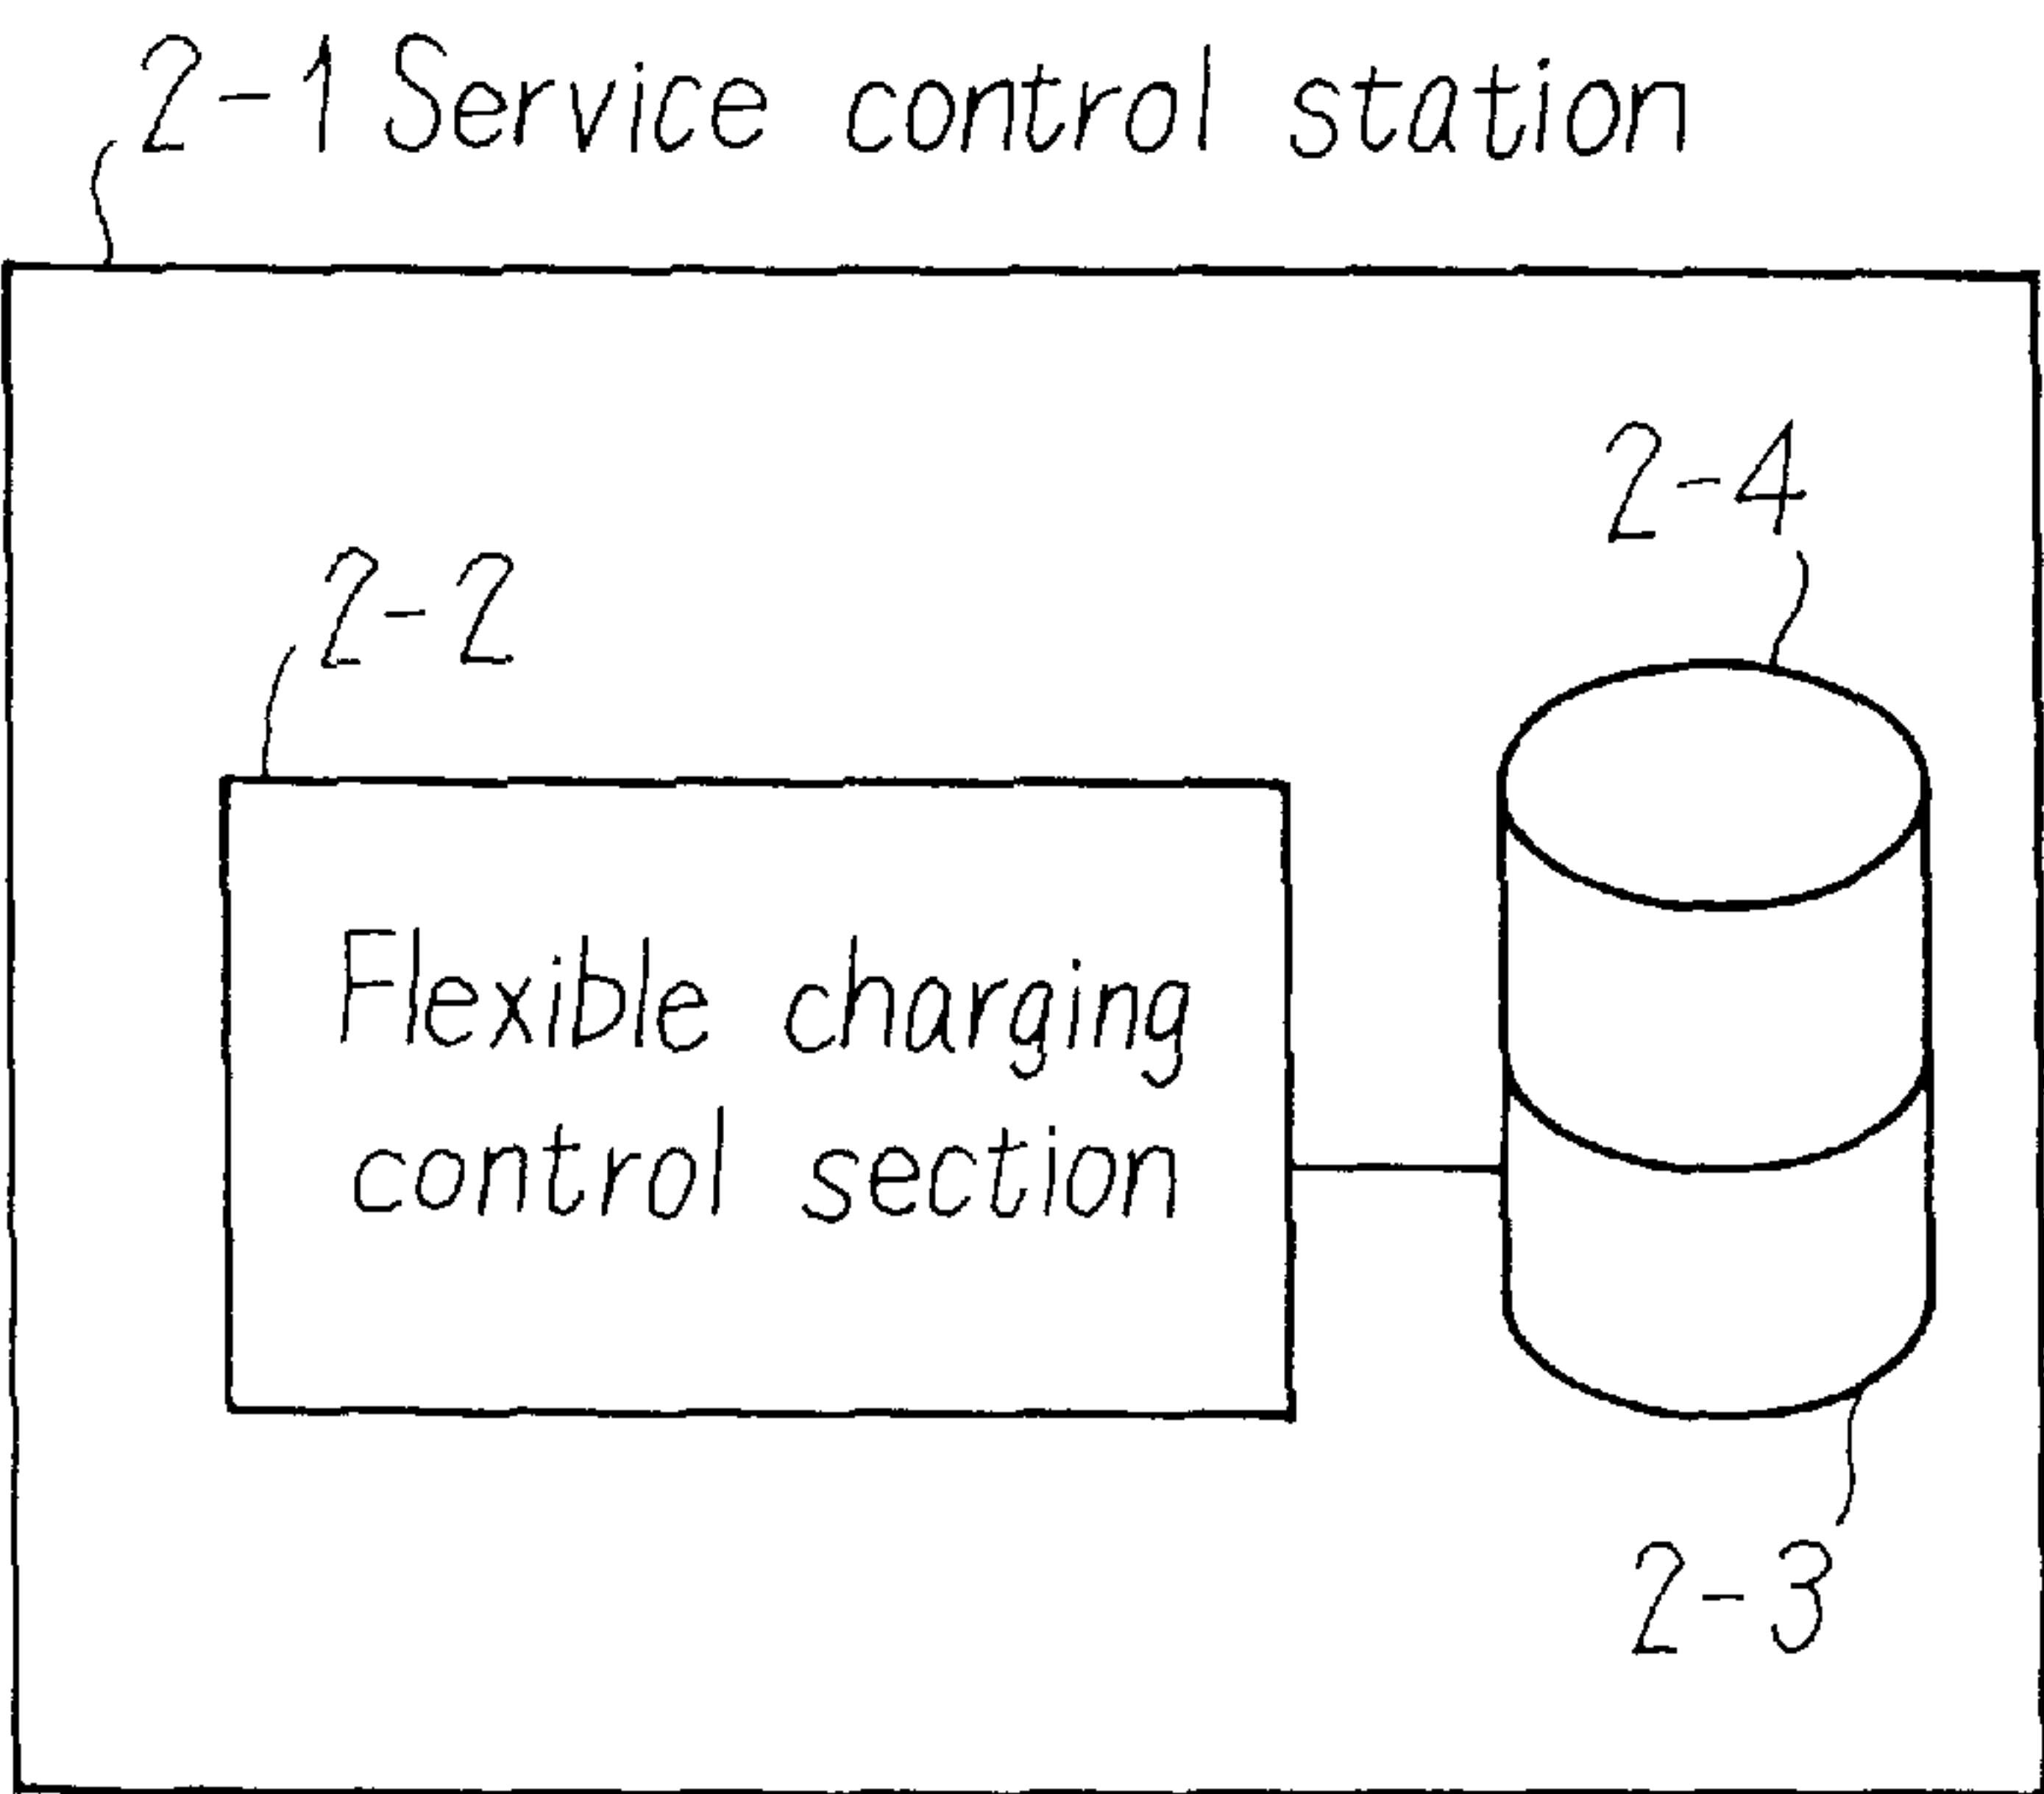 2-1 Service control station
2-4
2-2
Flexible charging
control section
2-3